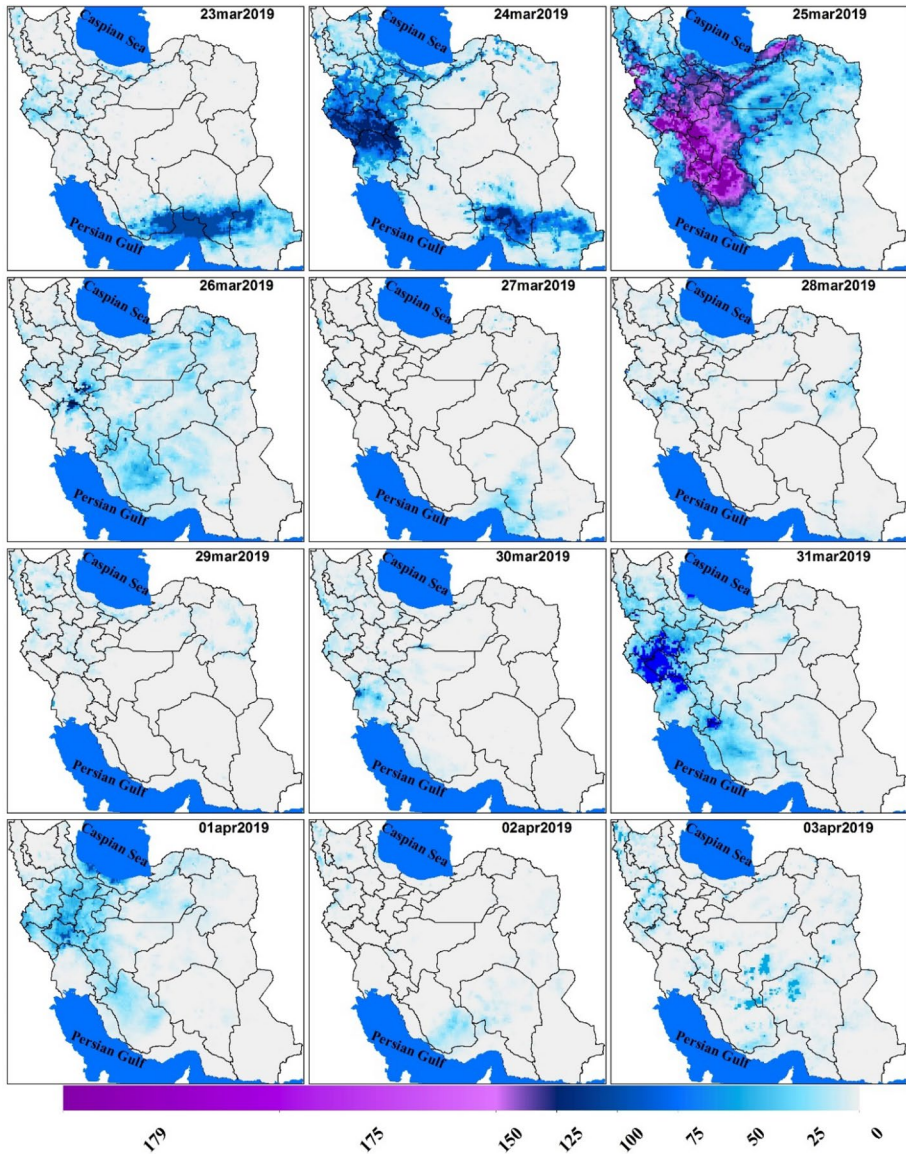 23mar2019
Caspian Sea
Persian Gulf
24mar2019
Caspian Sea
Persian Gulf
25mar2019
Caspian Sea
Persian Gulf
26mar2019
Caspian Sea
Persian Gulf
27mar2019
Caspian Sea
Persian Gulf
28mar2019
Caspian Sea
Persian Gulf
29mar2019
Caspian Sea
Persian Gulf
30mar2019
Caspian Sea
Persian Gulf
31mar2019
Caspian Sea
Persian Gulf
01apr2019
Caspian Sea
Persian Gulf
02apr2019
Caspian Sea
Persian Gulf
03apr2019
Caspian Sea
Persian Gulf
179 175 150 125 100 75 50 25 0